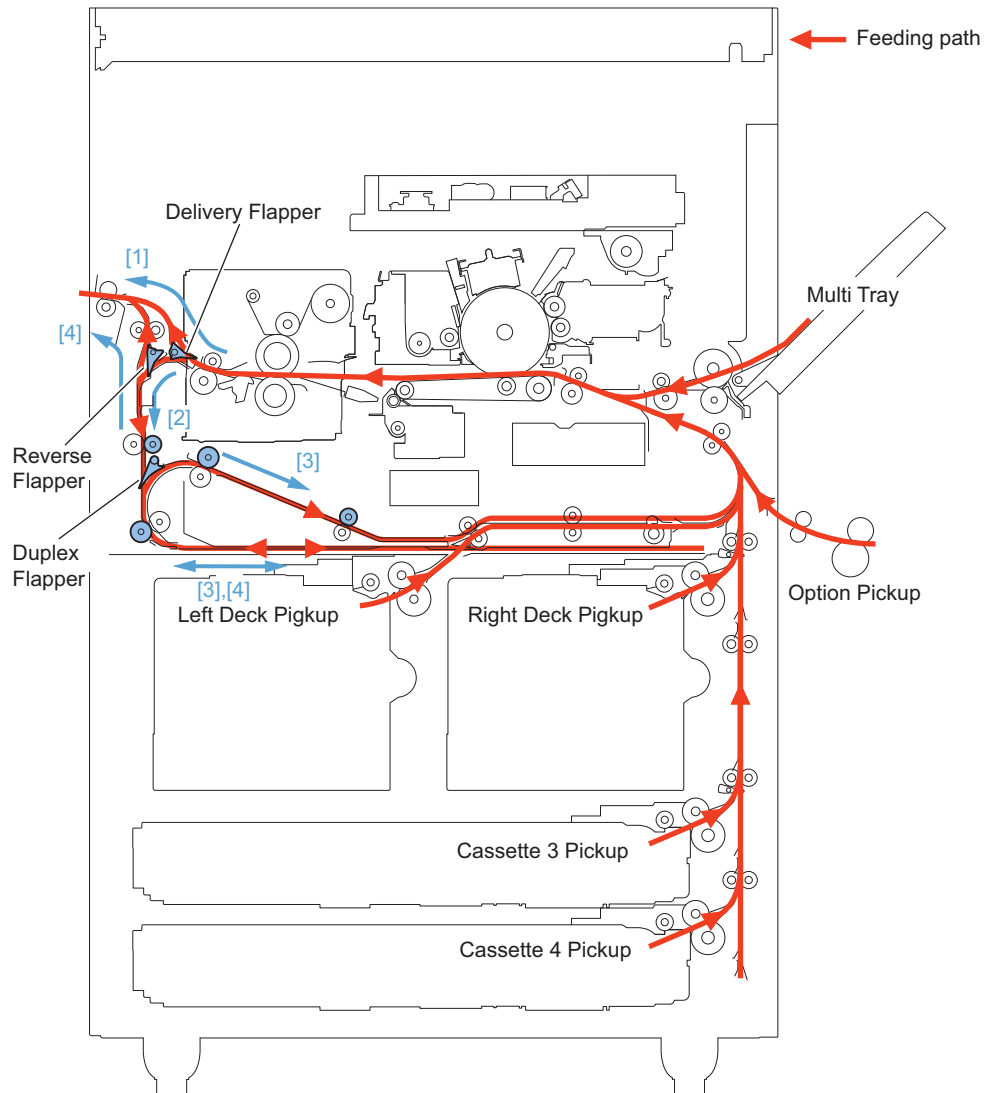 Feeding path
Delivery Flapper
[1]
Multi Tray
[4]
[2]
Reverse
Flapper
[3]
Duplex
Flapper
[3],[4]
Left Deck Pigkup
Right Deck Pigkup
Option Pickup
Cassette 3 Pickup
Cassette 4 Pickup